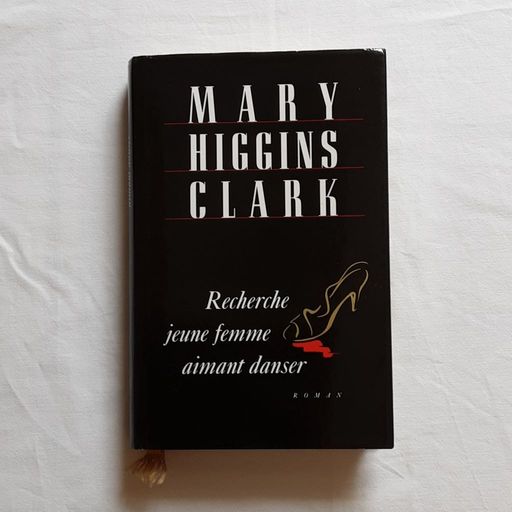 MARY
HIGGINS
CLARK
Recherche
jeune femme
aimant danser
ROMAN